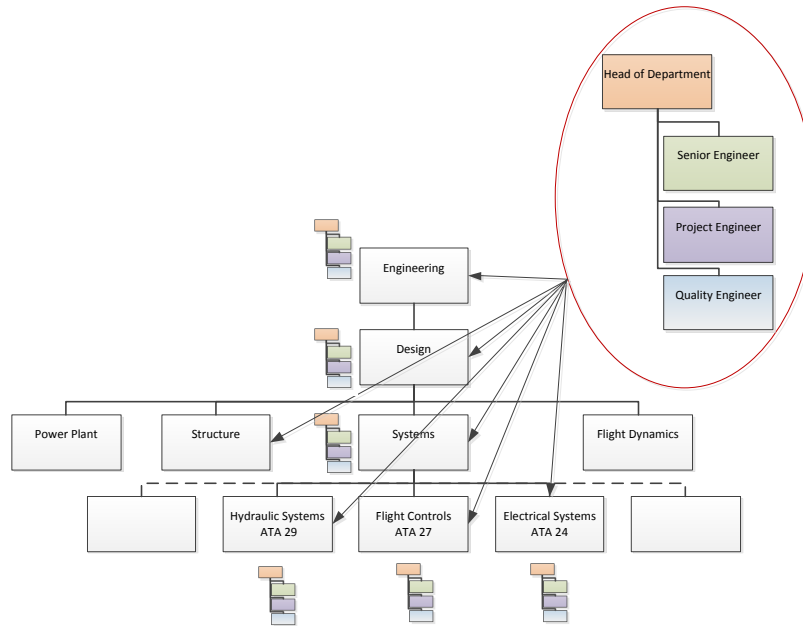 Head of Department
Senior Engineer
Project Engineer
Quality Engineer
Engineering
Design
Power Plant
Structure
Systems
Flight Dynamics
Hydraulic Systems
ATA 29
Flight Controls
ATA 27
Electrical Systems
ATA 24